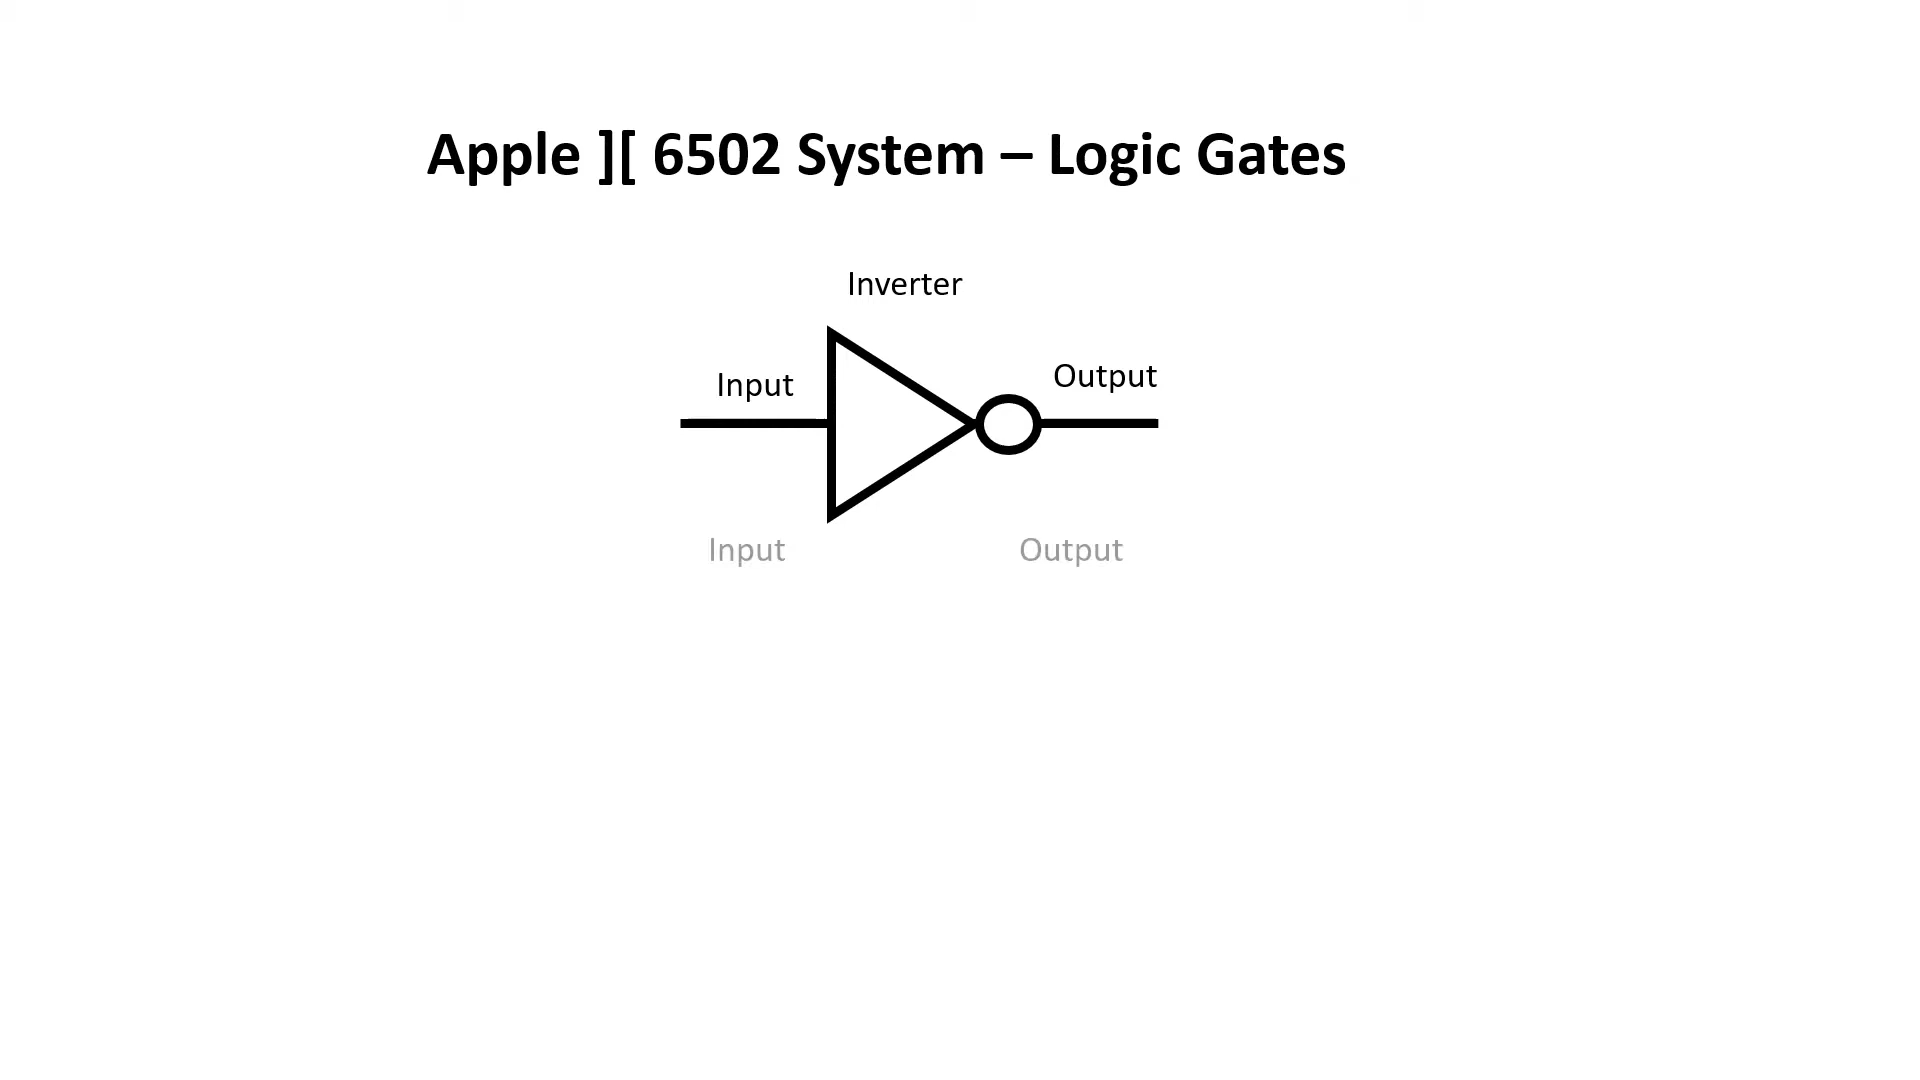 Apple ][ 6502 System – Logic Gates
Inverter
Input
Output
Input
Output